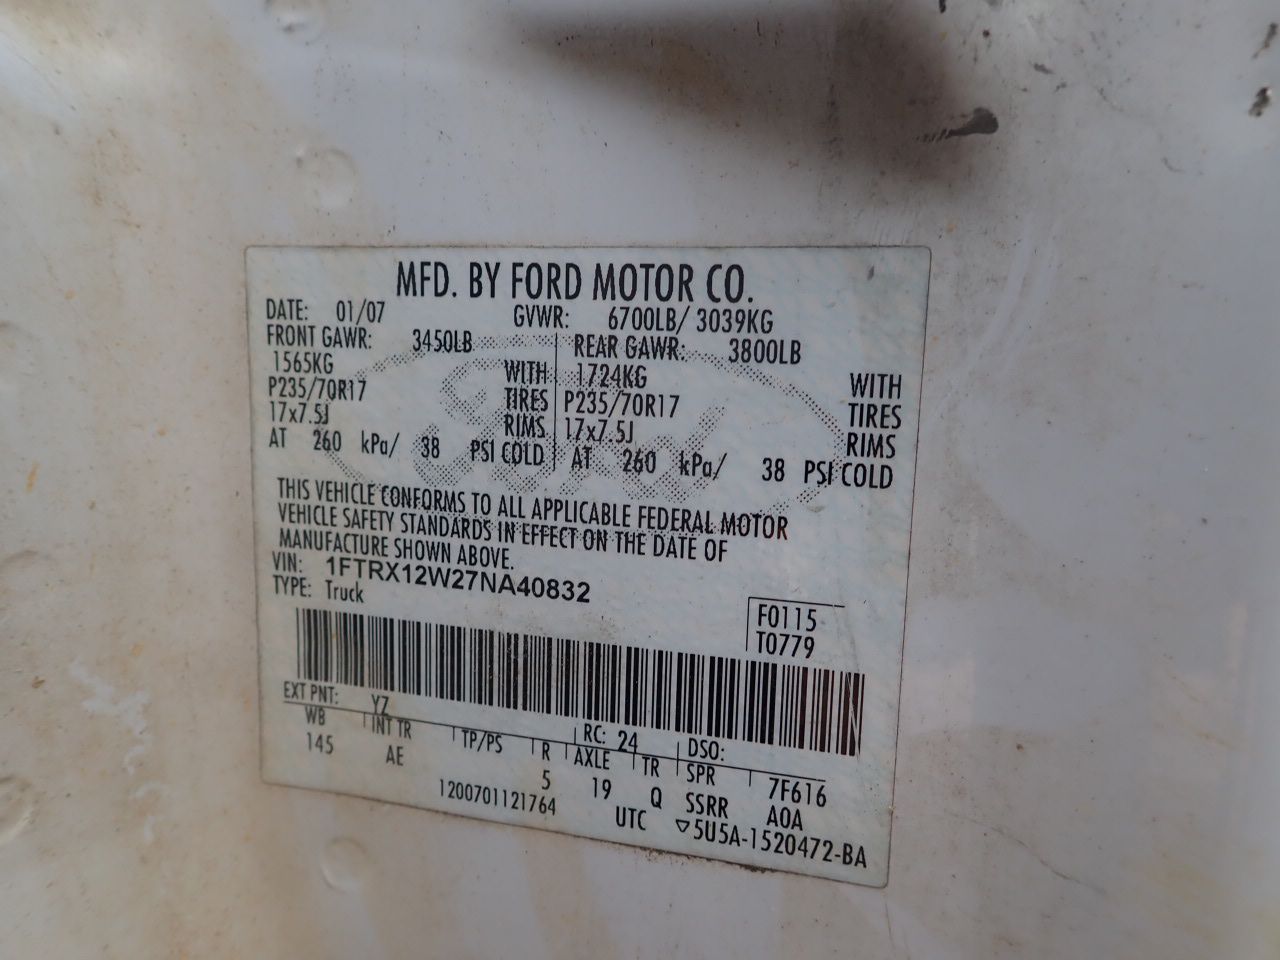 MFD. BY FORD MOTOR CO.
DATE: 01/07 GVWR: 6700LB/ 3039KG
FRONT GAWR: 3450LB REAR GAWR: 3800LB
1565KG WITH 1724KG WITH
P235/70R17 TIRES P235/70R17 TIRES
17x7.5J RIMS 17x7.5J RIMS
AT 260 kPa/ 38 PSI COLD AT 260 kPa/ 38 PSI COLD
THIS VEHICLE CONFORMS TO ALL APPLICABLE FEDERAL MOTOR
VEHICLE SAFETY STANDARDS IN EFFECT ON THE DATE OF
MANUFACTURE SHOWN ABOVE.
VIN: 1FTRX12W27NA40832
TYPE: Truck
F0115
T0779
EXT PNT: YZ RC: 24 DSO:
WB INT TR TP/PS R AXLE TR SPR 7F616
145 AE 5 19 Q SSRR A0A
1200701121764 UTC ▽5U5A-1520472-BA
Ford